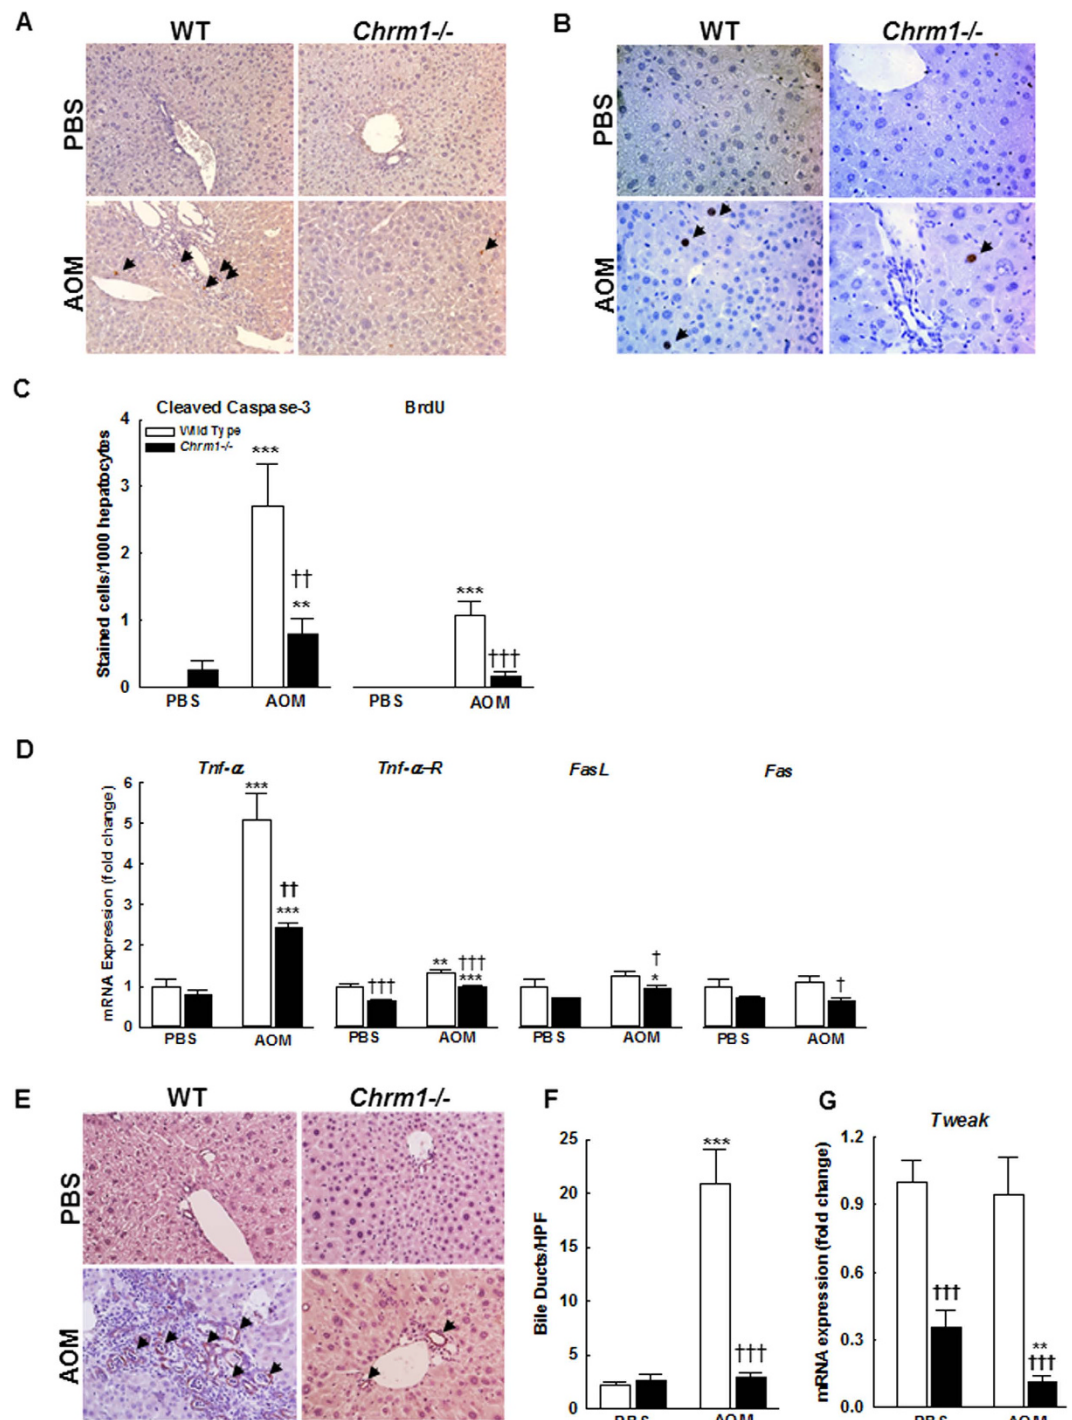 A
WT
Chrm1-/-
PBS
AOM
B
WT
Chrm1-/-
PBS
AOM
C
Cleaved Caspase-3
BrdU
Wild Type
Chrm1-/-
Stained cells/1000 hepatocytes
4
3
2
1
0
***
††
**
***
†††
PBS
AOM
PBS
AOM
D
Tnf-α
Tnf-α-R
FasL
Fas
mRNA Expression (fold change)
6
5
4
3
2
1
0
***
††
***
†††
**
†††
***
†
*
†
PBS
AOM
PBS
AOM
PBS
AOM
PBS
AOM
E
WT
Chrm1-/-
PBS
AOM
F
Bile Ducts/HPF
25
20
15
10
5
0
***
†††
PBS
AOM
G
Tweak
mRNA expression (fold change)
1.2
0.9
0.6
0.3
0.0
†††
**
†††
PBS
AOM